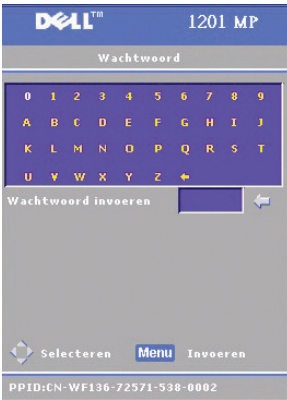 DELL™ 1201 MP
Wachtwoord
0 1 2 3 4 5 6 7 8 9
A B C D E F G H I J
K L M N O P Q R S T
U V W X Y Z ←
Wachtwoord invoeren
Selecteren Menu Invoeren
PPID:CN-WF136-72571-538-0002